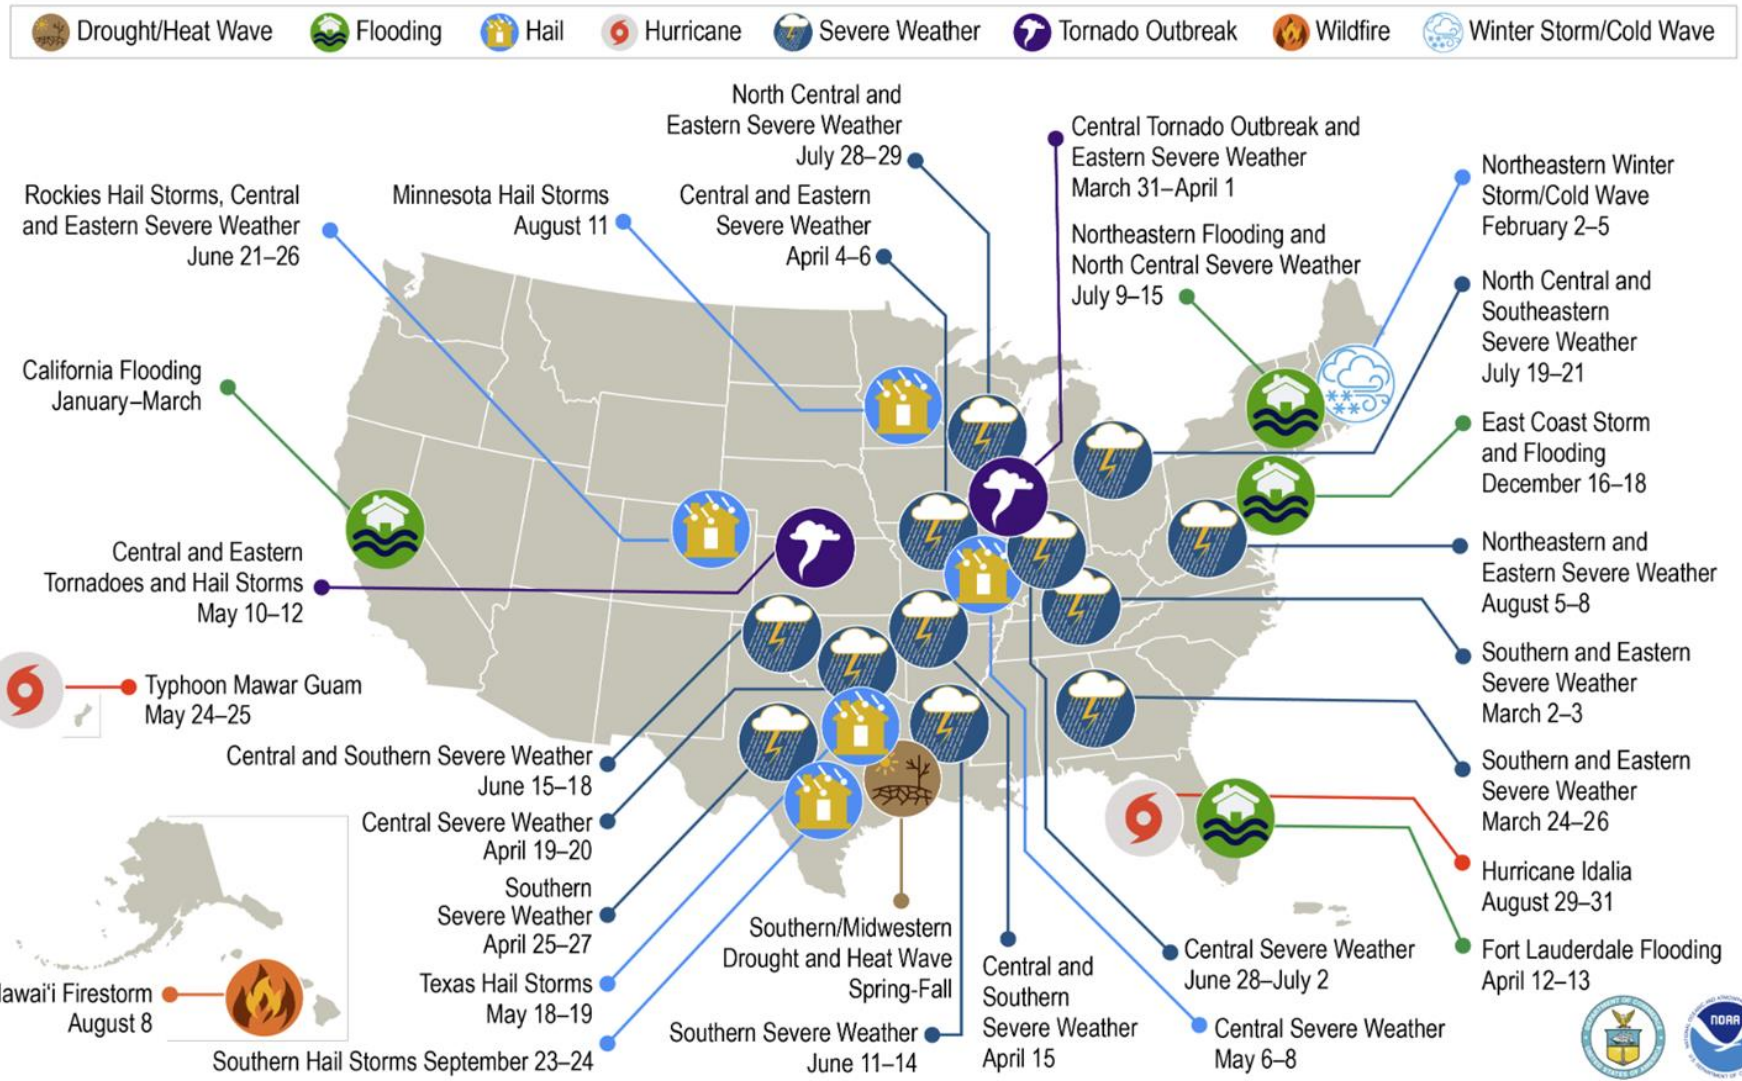 Drought/Heat Wave
Flooding
Hail
Hurricane
Severe Weather
Tornado Outbreak
Wildfire
Winter Storm/Cold Wave
North Central and
Eastern Severe Weather
July 28–29
Central Tornado Outbreak and
Eastern Severe Weather
March 31–April 1
Northeastern Winter
Storm/Cold Wave
February 2–5
Rockies Hail Storms, Central
and Eastern Severe Weather
June 21–26
Minnesota Hail Storms
August 11
Central and Eastern
Severe Weather
April 4–6
Northeastern Flooding and
North Central Severe Weather
July 9–15
North Central and
Southeastern
Severe Weather
July 19–21
California Flooding
January–March
East Coast Storm
and Flooding
December 16–18
Central and Eastern
Tornadoes and Hail Storms
May 10–12
Northeastern and
Eastern Severe Weather
August 5–8
Typhoon Mawar Guam
May 24–25
Southern and Eastern
Severe Weather
March 2–3
Central and Southern Severe Weather
June 15–18
Southern and Eastern
Severe Weather
March 24–26
Central Severe Weather
April 19–20
Hurricane Idalia
August 29–31
Southern
Severe Weather
April 25–27
Southern/Midwestern
Drought and Heat Wave
Spring-Fall
Central Severe Weather
June 28–July 2
Fort Lauderdale Flooding
April 12–13
Texas Hail Storms
May 18–19
Central and
Southern
Severe Weather
April 15
awai‘i Firestorm
August 8
Southern Severe Weather
June 11–14
Central Severe Weather
May 6–8
Southern Hail Storms September 23–24
DEPARTMENT OF COMMERCE
UNITED STATES OF AMERICA
NOAA